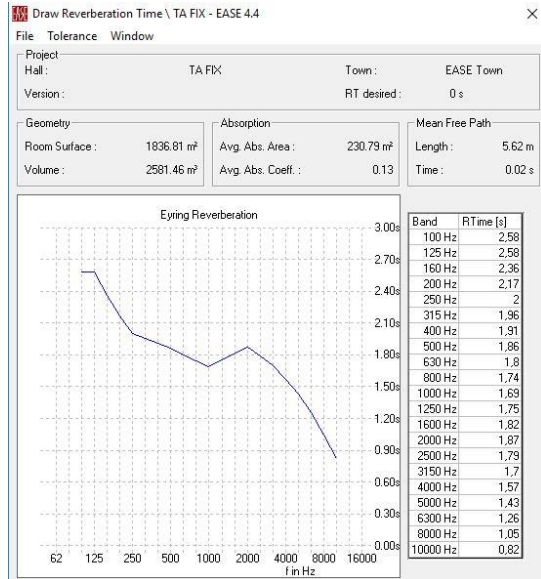 EASE Draw Reverberation Time \ TA FIX - EASE 4.4
File Tolerance Window
Project
Hall : TA FIX Town : EASE Town
Version : RT desired : 0 s
Geometry
Room Surface : 1836.81 m²
Volume : 2581.46 m³
Absorption
Avg. Abs. Area : 230.79 m²
Avg. Abs. Coeff. : 0.13
Mean Free Path
Length : 5.62 m
Time : 0.02 s
Eyring Reverberation
3.00s
2.70s
2.40s
2.10s
1.80s
1.50s
1.20s
0.90s
0.60s
0.30s
0.00s
62 125 250 500 1000 2000 4000 8000 16000
f in Hz
Band RTime [s]
100 Hz 2,58
125 Hz 2,58
160 Hz 2,36
200 Hz 2,17
250 Hz 2
315 Hz 1,96
400 Hz 1,91
500 Hz 1,86
630 Hz 1,8
800 Hz 1,74
1000 Hz 1,69
1250 Hz 1,75
1600 Hz 1,82
2000 Hz 1,87
2500 Hz 1,79
3150 Hz 1,7
4000 Hz 1,57
5000 Hz 1,43
6300 Hz 1,26
8000 Hz 1,05
10000 Hz 0,82